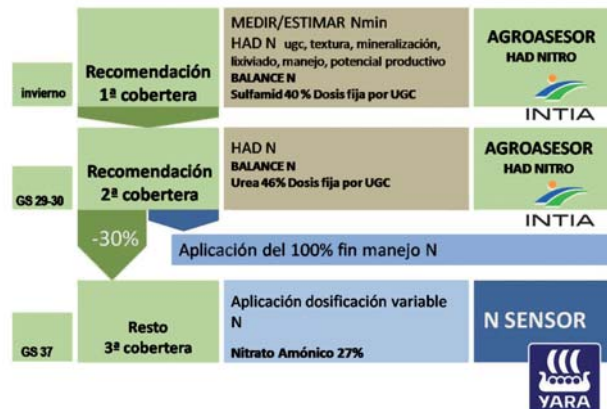 invierno
Recomendación
1ª cobertera
MEDIR/ESTIMAR Nmin
HAD N ugc, textura, mineralización,
lixiviado, manejo, potencial productivo
BALANCE N
Sulfamid 40 % Dosis fija por UGC
AGROASESOR
HAD NITRO
INTIA
GS 29-30
Recomendación
2ª cobertera
HAD N
BALANCE N
Urea 46% Dosis fija por UGC
AGROASESOR
HAD NITRO
INTIA
-30%
Aplicación del 100% fin manejo N
GS 37
Resto
3ª cobertera
Aplicación dosificación variable
N
Nitrato Amónico 27%
N SENSOR
YARA